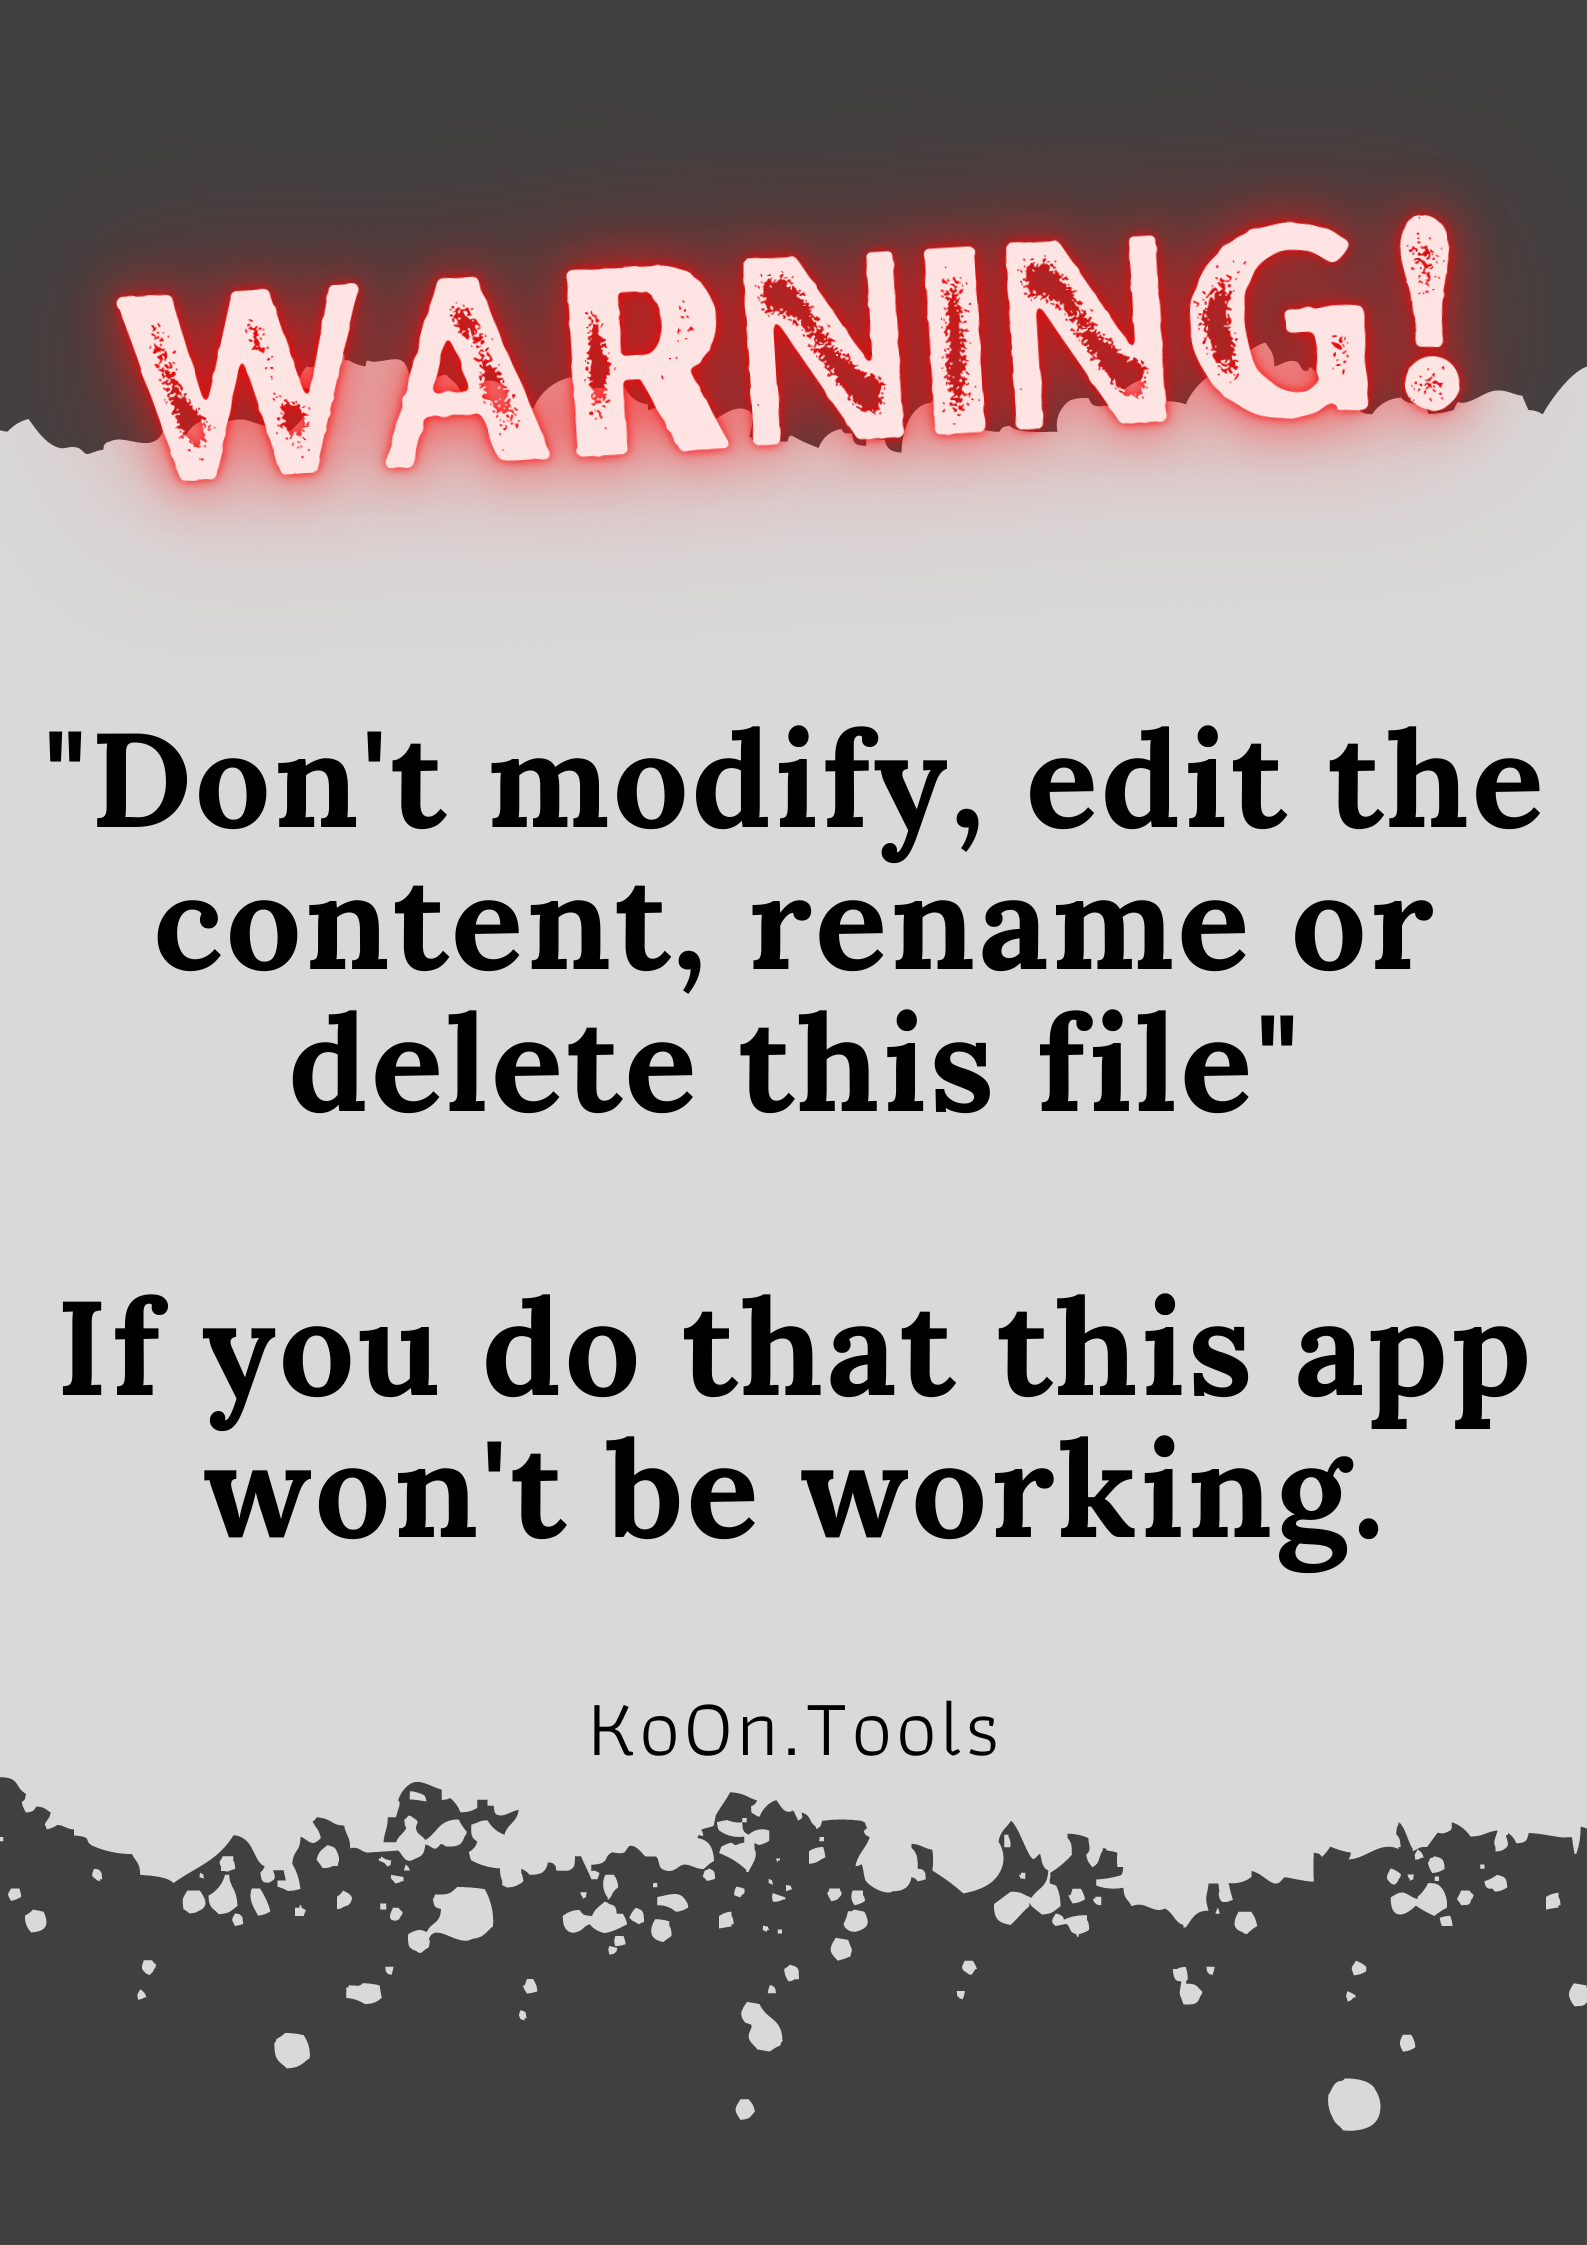 WARNING!
"Don't modify, edit the
content, rename or
delete this file"
If you do that this app
won't be working.
KoOn.Tools